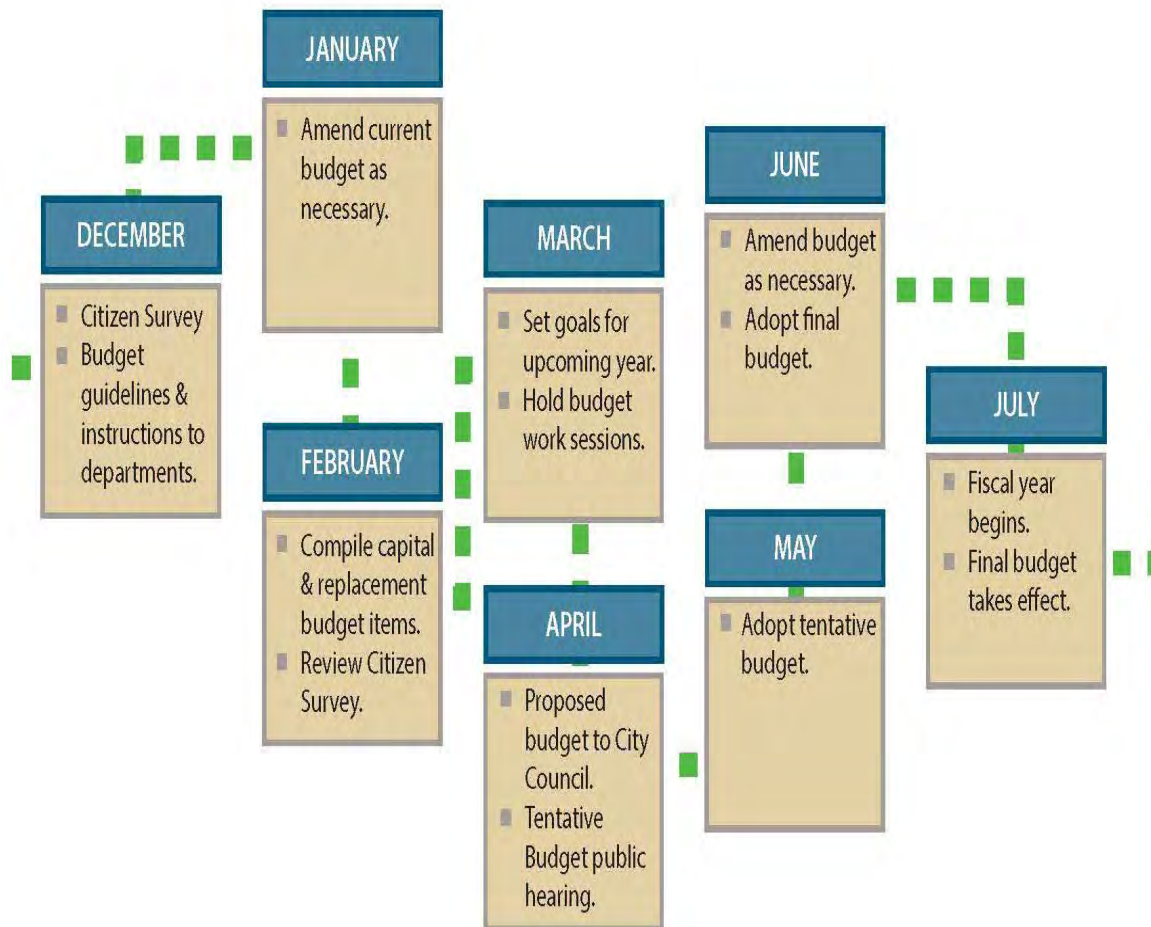 DECEMBER
Citizen Survey
Budget
guidelines &
instructions to
departments.
JANUARY
Amend current
budget as
necessary.
FEBRUARY
Compile capital
& replacement
budget items.
Review Citizen
Survey.
MARCH
Set goals for
upcoming year.
Hold budget
work sessions.
APRIL
Proposed
budget to City
Council.
Tentative
Budget public
hearing.
MAY
Adopt tentative
budget.
JUNE
Amend budget
as necessary.
Adopt final
budget.
JULY
Fiscal year
begins.
Final budget
takes effect.